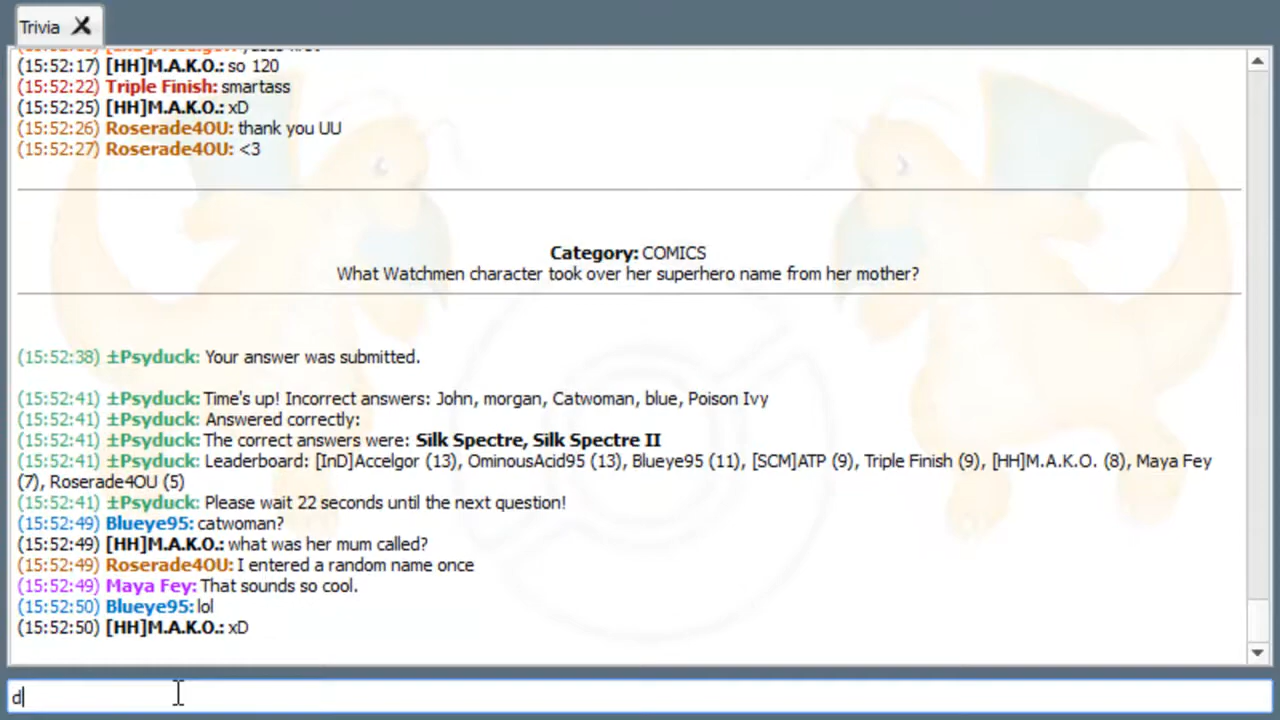 Trivia X
(15:52:17) [HH]M.A.K.O.: so 120
(15:52:22) Triple Finish: smartass
(15:52:25) [HH]M.A.K.O.: xD
(15:52:26) Roserade4OU: thank you UU
(15:52:27) Roserade4OU: <3
Category: COMICS
What Watchmen character took over her superhero name from her mother?
(15:52:38) ±Psyduck: Your answer was submitted.
(15:52:41) ±Psyduck: Time's up! Incorrect answers: John, morgan, Catwoman, blue, Poison Ivy
(15:52:41) ±Psyduck: Answered correctly:
(15:52:41) ±Psyduck: The correct answers were: Silk Spectre, Silk Spectre II
(15:52:41) ±Psyduck: Leaderboard: [InD]Accelgor (13), OminousAcid95 (13), Blueye95 (11), [SCM]ATP (9), Triple Finish (9), [HH]M.A.K.O. (8), Maya Fey
(7), Roserade4OU (5)
(15:52:41) ±Psyduck: Please wait 22 seconds until the next question!
(15:52:49) Blueye95: catwoman?
(15:52:49) [HH]M.A.K.O.: what was her mum called?
(15:52:49) Roserade4OU: I entered a random name once
(15:52:49) Maya Fey: That sounds so cool.
(15:52:50) Blueye95: lol
(15:52:50) [HH]M.A.K.O.: xD
d